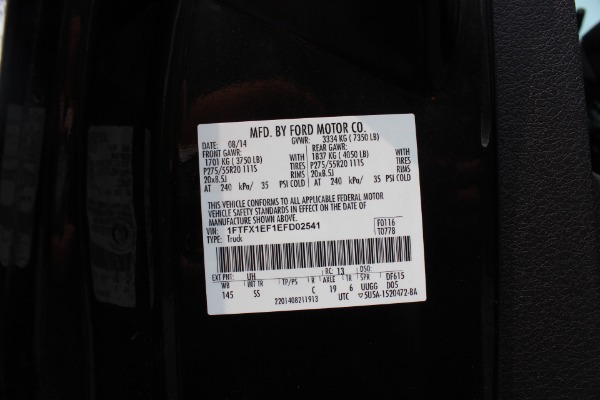 MFD. BY FORD MOTOR CO.
DATE: 08/14 GVWR: 3334 KG ( 7350 LB)
FRONT GAWR: REAR GAWR:
1701 KG ( 3750 LB) WITH 1837 KG ( 4050 LB) WITH
P275/55R20 111S TIRES P275/55R20 111S TIRES
20x8.5J RIMS 20x8.5J RIMS
AT 240 kPa/ 35 PSI COLD AT 240 kPa/ 35 PSI COLD
THIS VEHICLE CONFORMS TO ALL APPLICABLE FEDERAL MOTOR
VEHICLE SAFETY STANDARDS IN EFFECT ON THE DATE OF
MANUFACTURE SHOWN ABOVE.
VIN: 1FTFX1EF1EFD02541 F0116
TYPE: Truck T0778
EXT PNT: UH RC: 13 DSO:
WB INT TR TP/PS R AXLE TR SPR DF615
145 SS C 19 6 UUGG D05
2201408211913 UTC ▽5U5A-1520472-BA